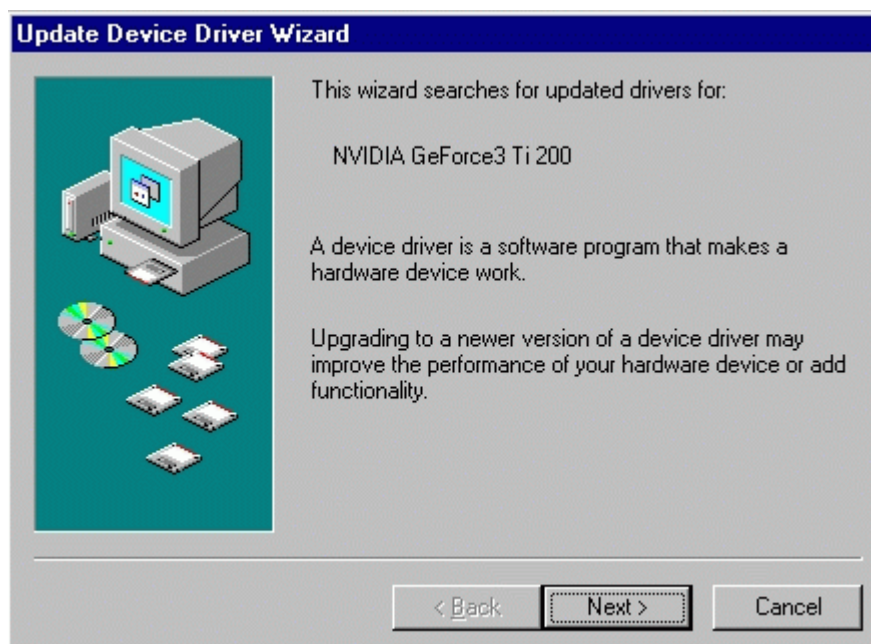 Update Device Driver Wizard
This wizard searches for updated drivers for:
NVIDIA GeForce3 Ti 200
A device driver is a software program that makes a
hardware device work.
Upgrading to a newer version of a device driver may
improve the performance of your hardware device or add
functionality.
< Back
Next >
Cancel